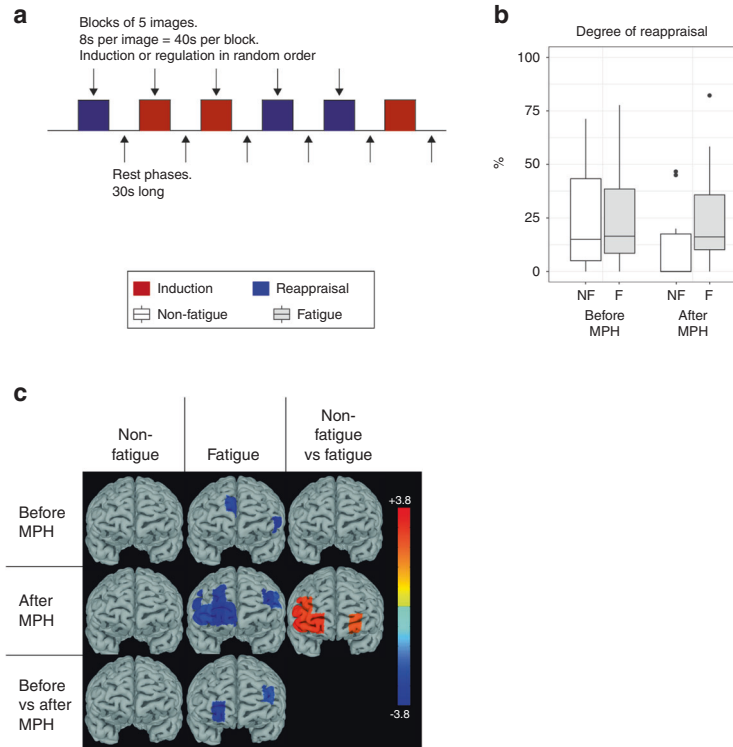 a
Blocks of 5 images.
8s per image = 40s per block.
Induction or regulation in random order
Rest phases.
30s long
Induction
Reappraisal
Non-fatigue
Fatigue
b
Degree of reappraisal
100
75
50
25
0
%
NF F NF F
Before
MPH
After
MPH
c
Non-
fatigue
Fatigue
Non-
fatigue
vs fatigue
Before
MPH
After
MPH
Before
vs after
MPH
+3.8
-3.8